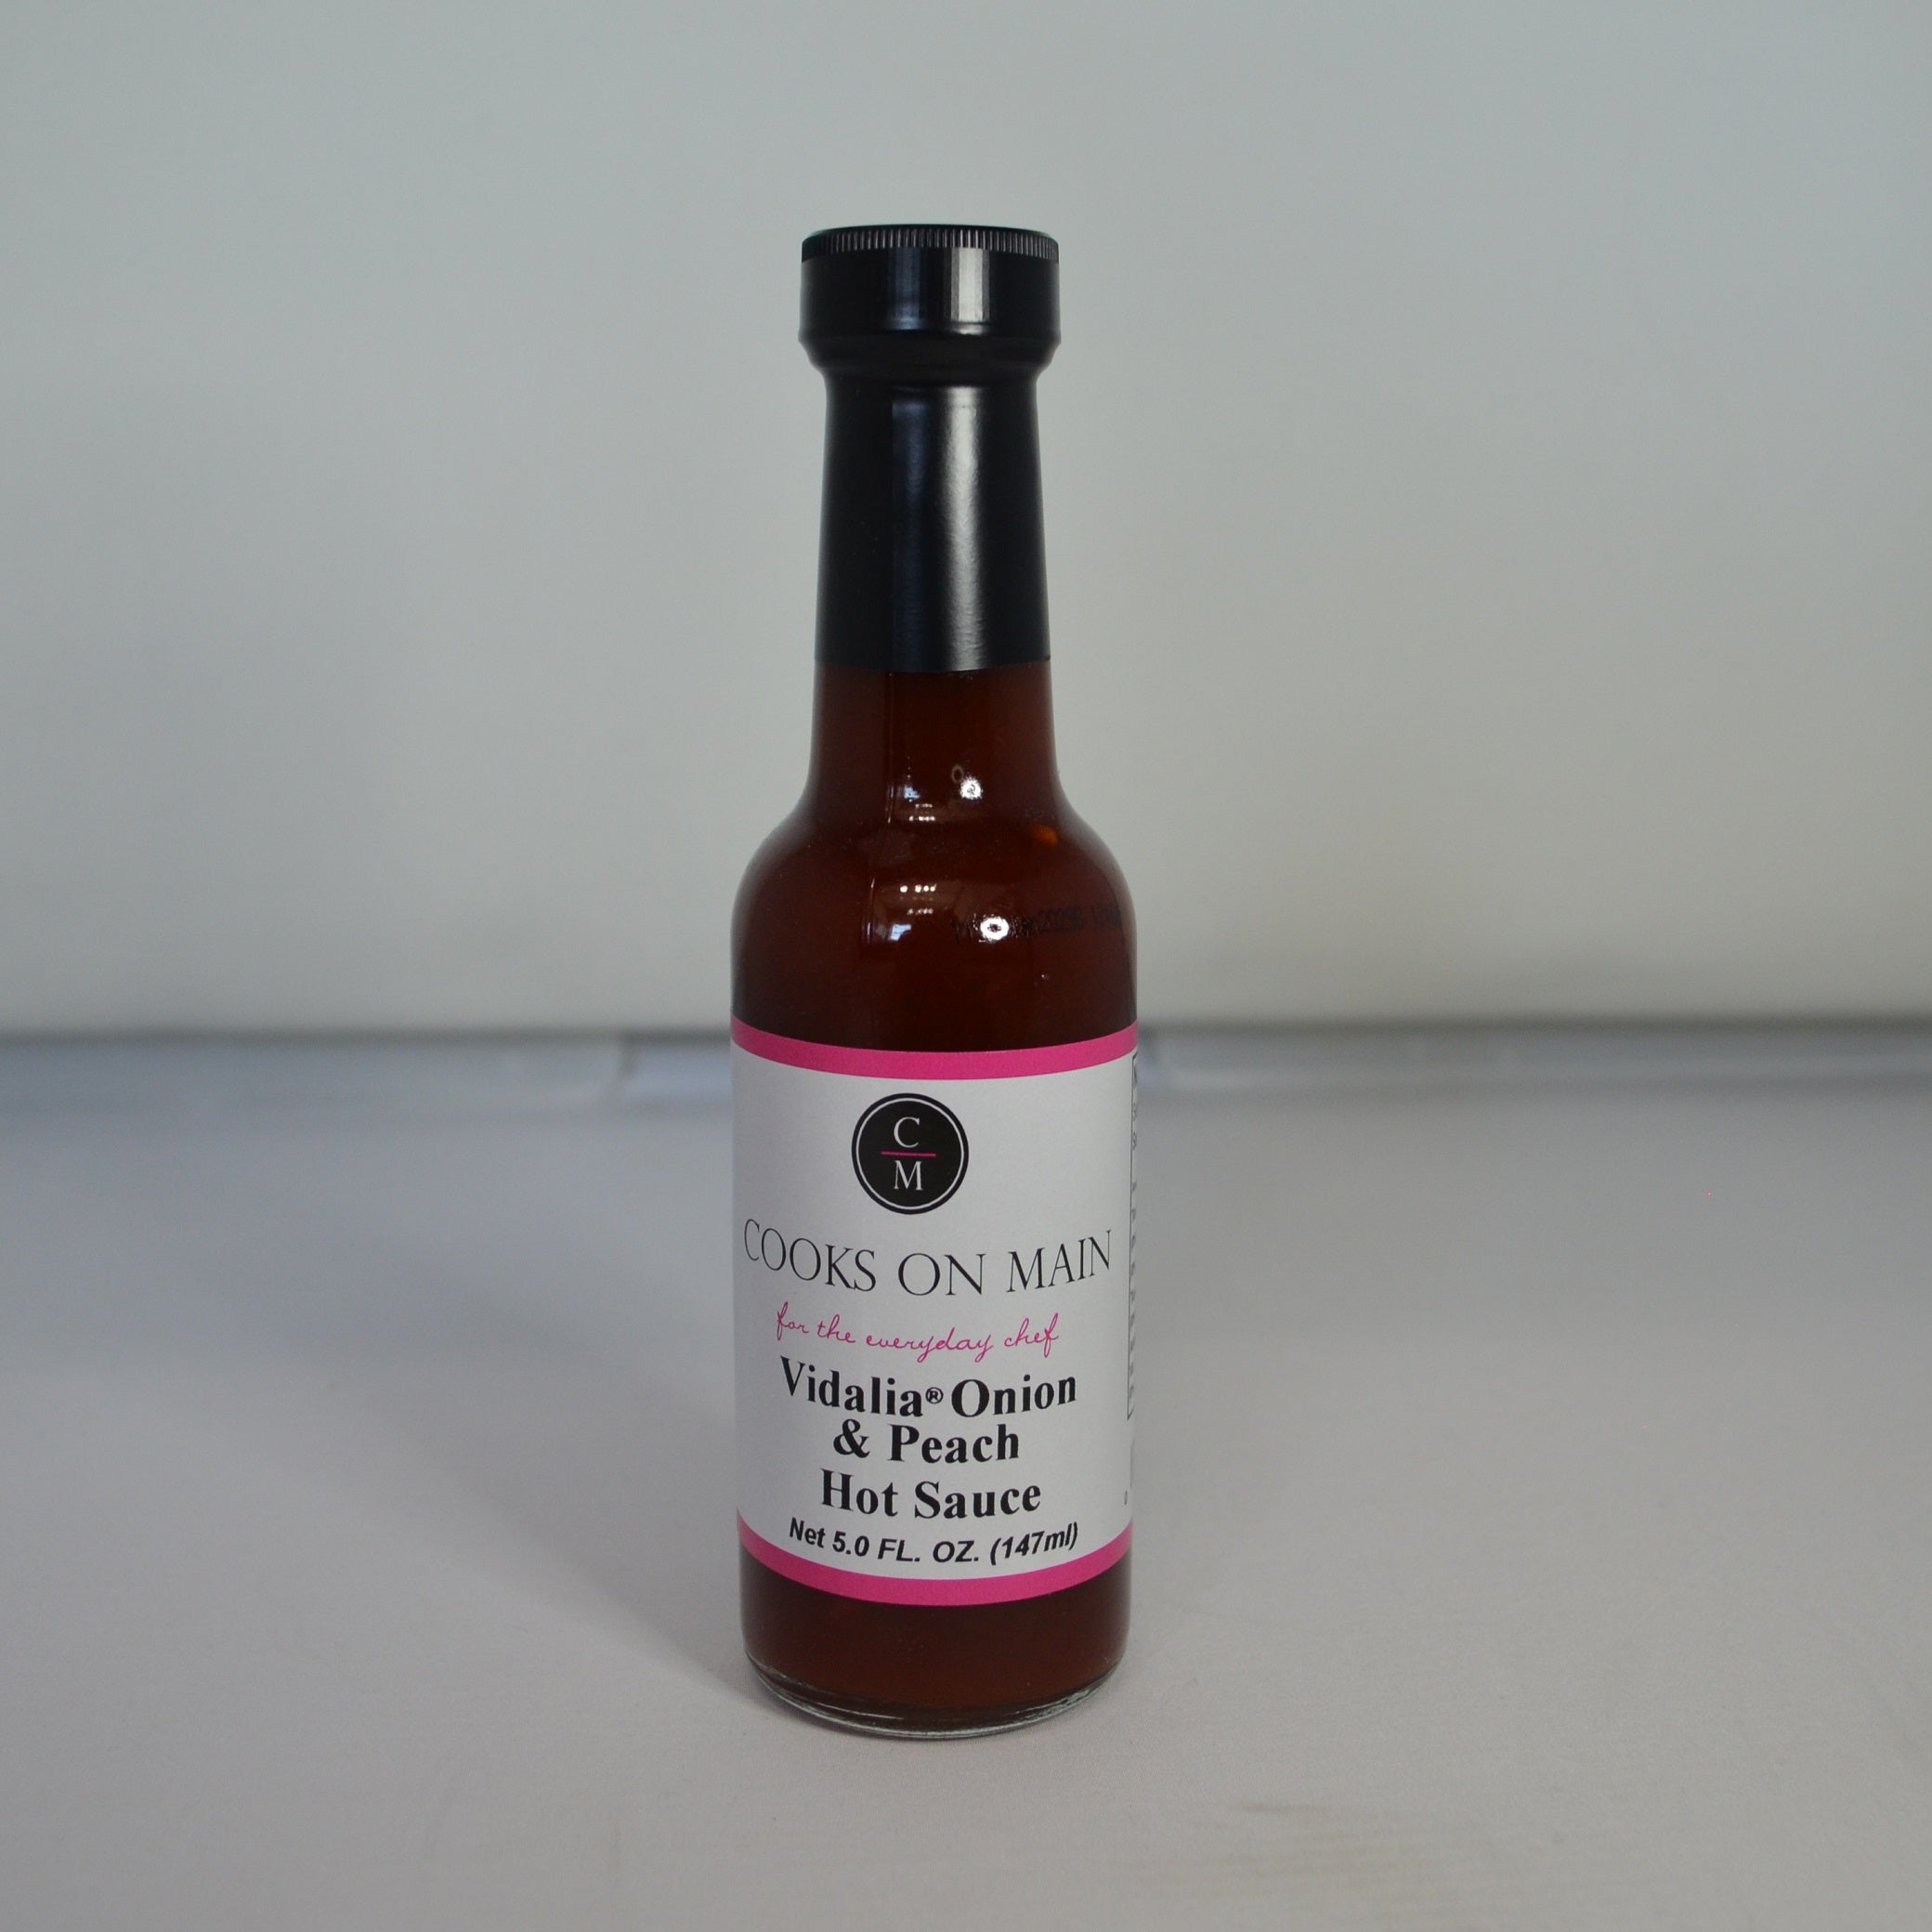 C
M
COOKS ON MAIN
for the everyday chef
Vidalia® Onion
& Peach
Hot Sauce
Net 5.0 FL. OZ. (147ml)